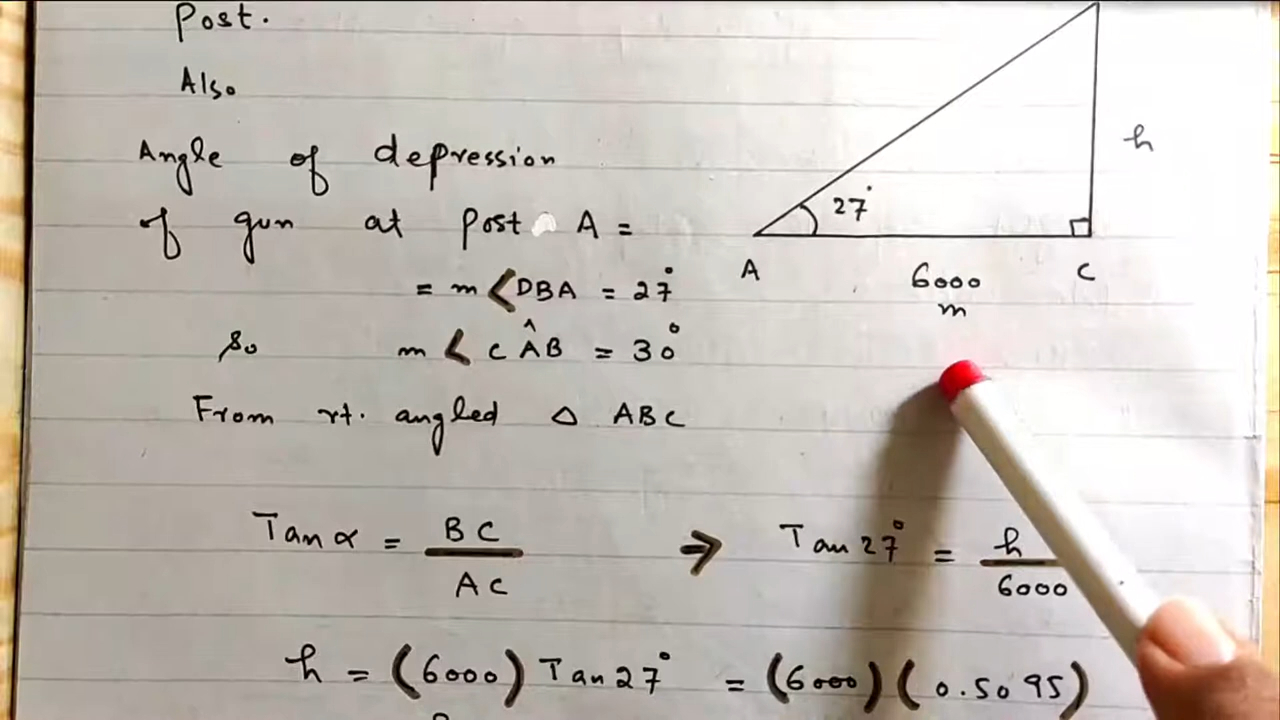 Post.
Also
Angle of depression
of gun at post A =
= m <DBA = 27°
So m < CÂB = 30°
From rt. angled △ ABC
Tan α = BC / AC ⇒ Tan 27° = h / 6000
h = (6000) Tan 27° = (6000)(0.5095)
h
27°
A
6000
m
C